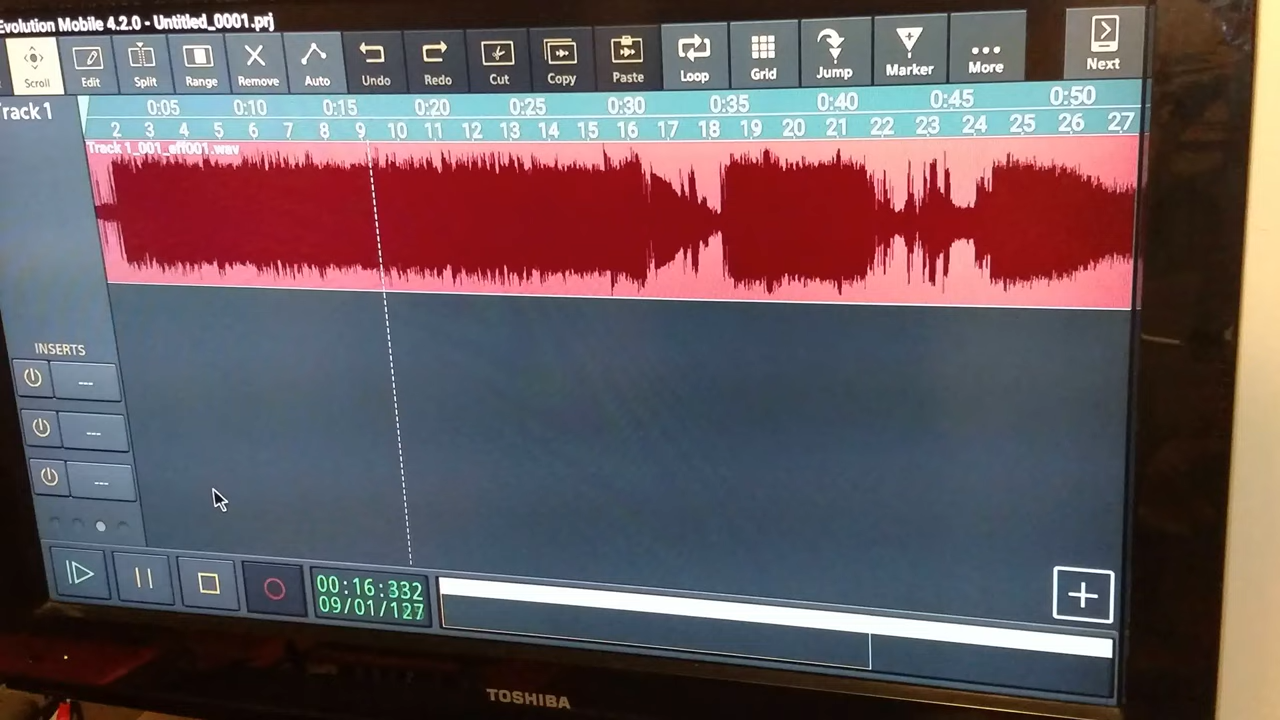 Evolution Mobile 4.2.0 - Untitled_0001.prj
Scroll Edit Split Range Remove Auto Undo Redo Cut Copy Paste Loop Grid Jump Marker More Next
Track 1
0:05 0:10 0:15 0:20 0:25 0:30 0:35 0:40 0:45 0:50
2 3 4 5 6 7 8 9 10 11 12 13 14 15 16 17 18 19 20 21 22 23 24 25 26 27
Track 1_001_eff001.wav
INSERTS
---
---
---
00:16:332
09/01/127
TOSHIBA